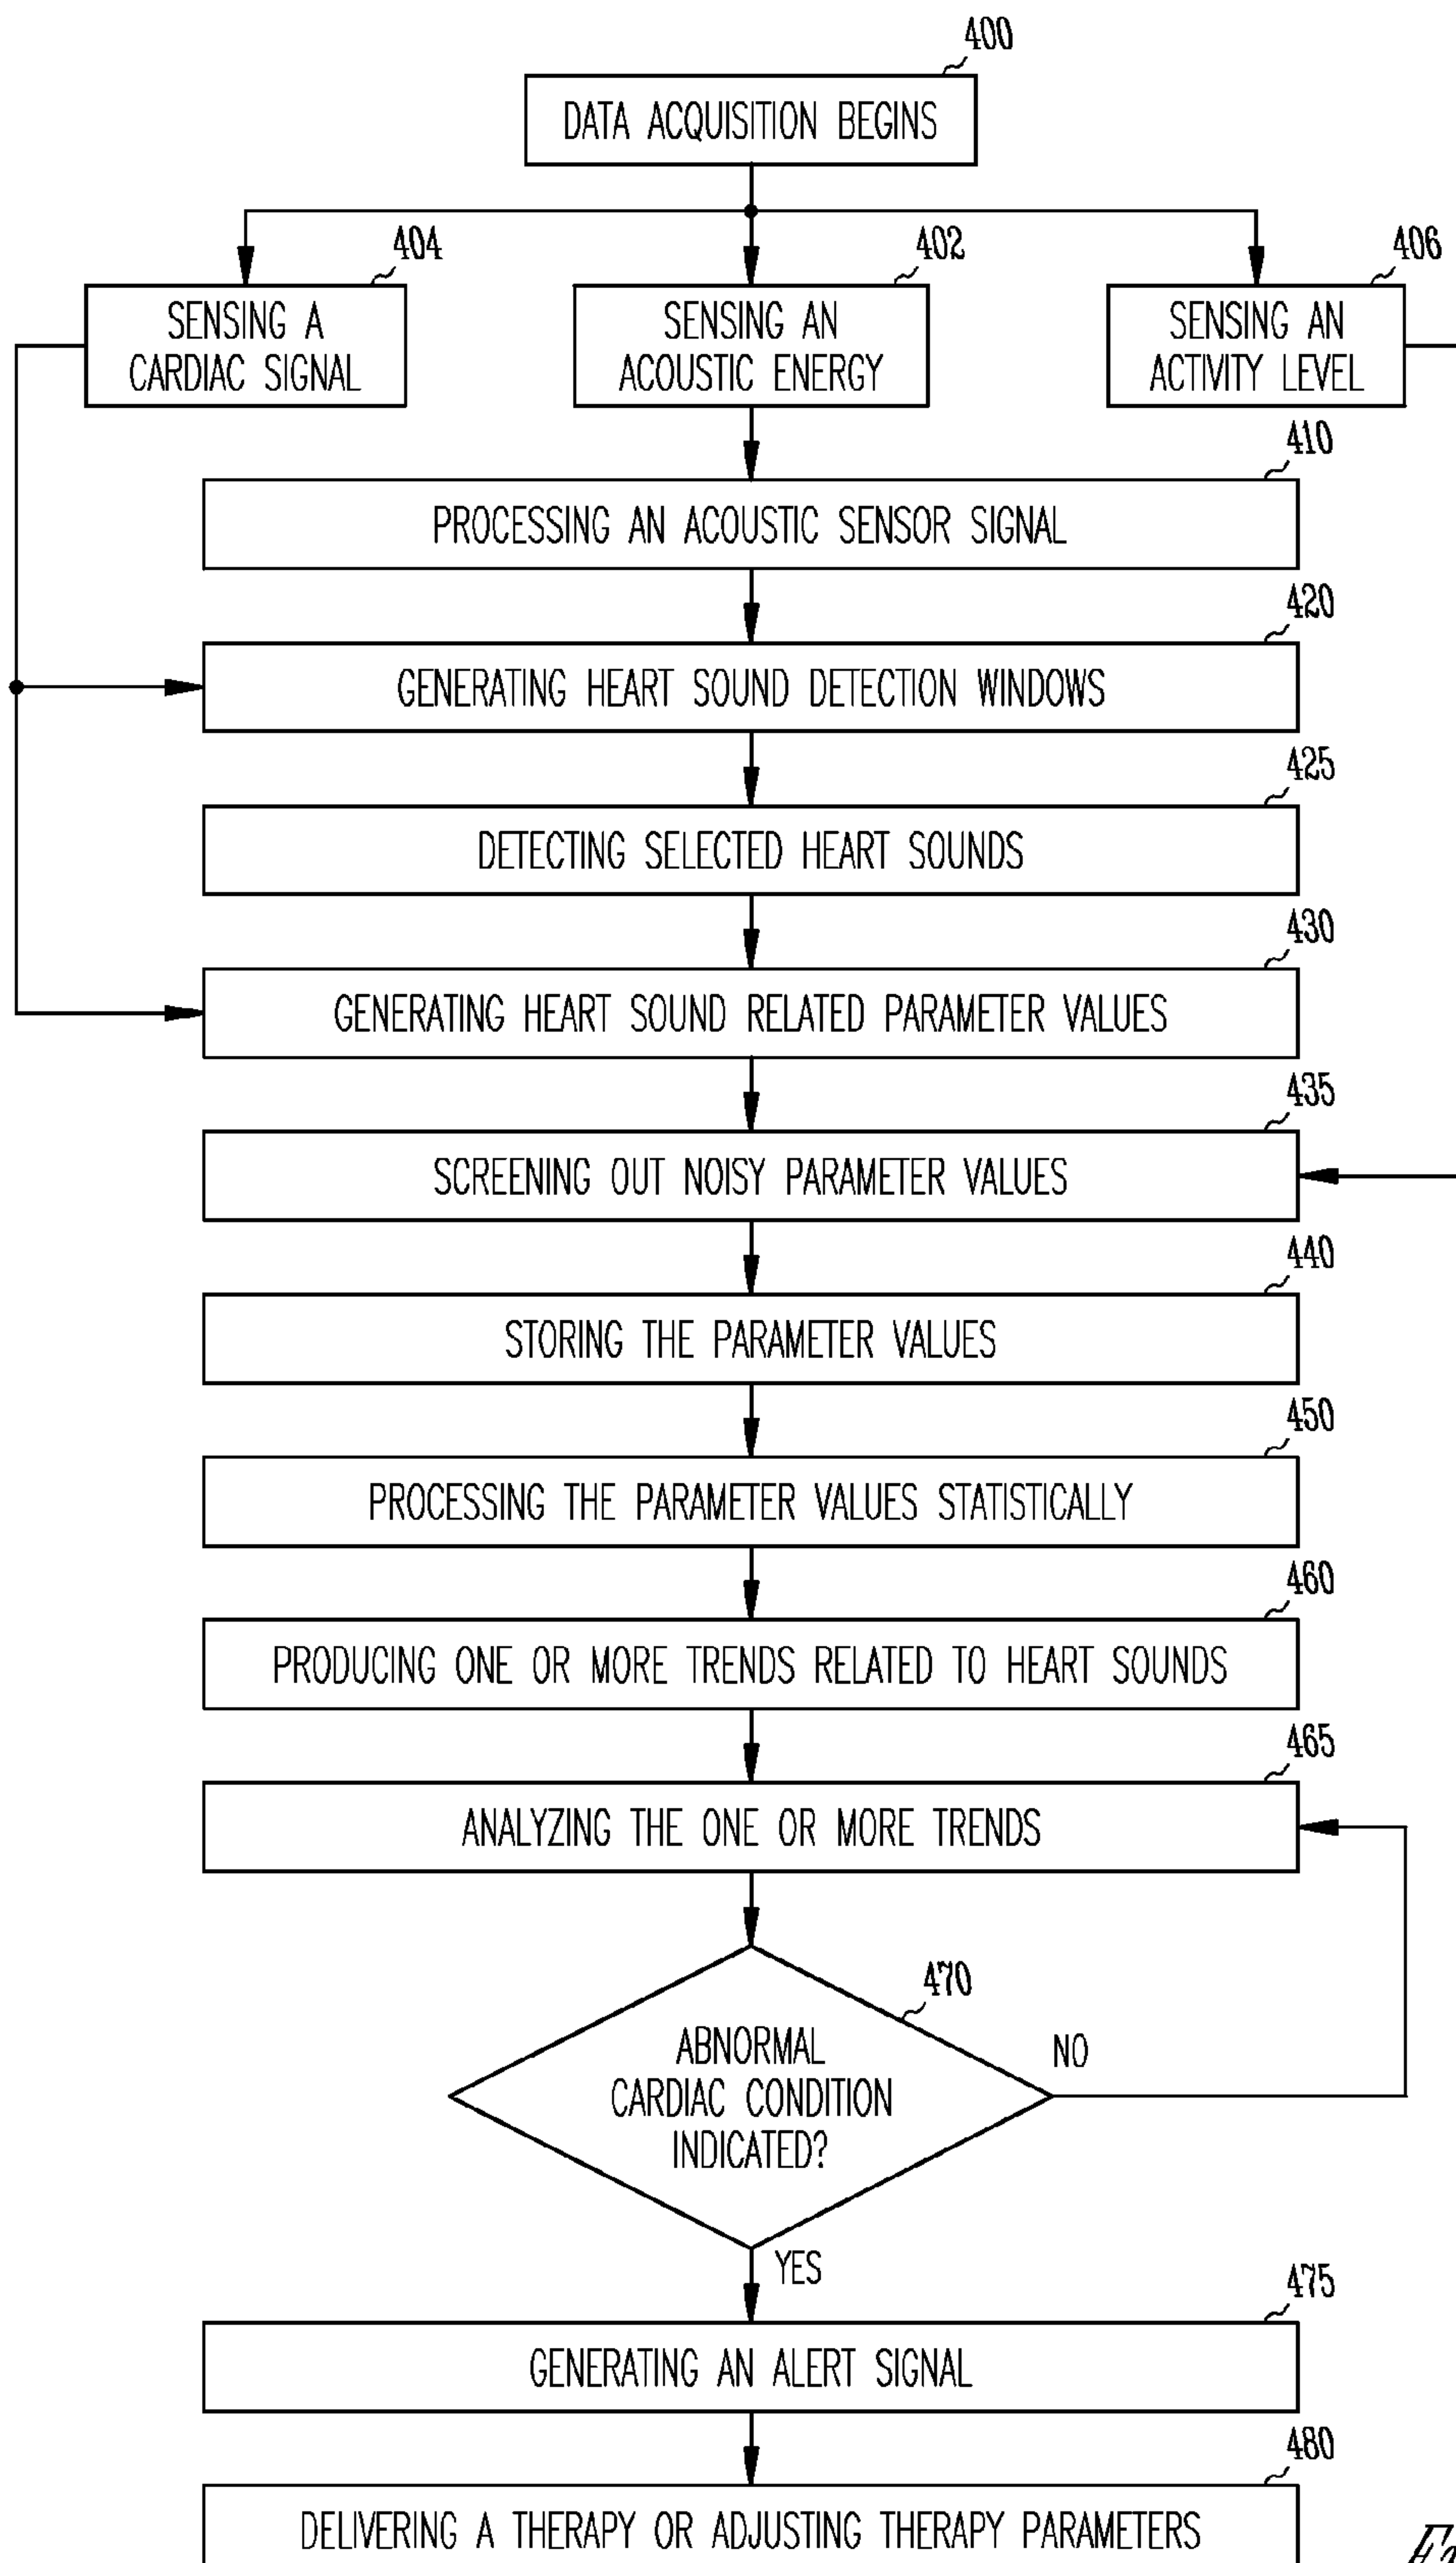 400
DATA ACQUISITION BEGINS
404
402
406
SENSING A
CARDIAC SIGNAL
SENSING AN
ACOUSTIC ENERGY
SENSING AN
ACTIVITY LEVEL
410
PROCESSING AN ACOUSTIC SENSOR SIGNAL
420
GENERATING HEART SOUND DETECTION WINDOWS
425
DETECTING SELECTED HEART SOUNDS
430
GENERATING HEART SOUND RELATED PARAMETER VALUES
435
SCREENING OUT NOISY PARAMETER VALUES
440
STORING THE PARAMETER VALUES
450
PROCESSING THE PARAMETER VALUES STATISTICALLY
460
PRODUCING ONE OR MORE TRENDS RELATED TO HEART SOUNDS
465
ANALYZING THE ONE OR MORE TRENDS
470
ABNORMAL
CARDIAC CONDITION
INDICATED?
NO
YES
475
GENERATING AN ALERT SIGNAL
480
DELIVERING A THERAPY OR ADJUSTING THERAPY PARAMETERS